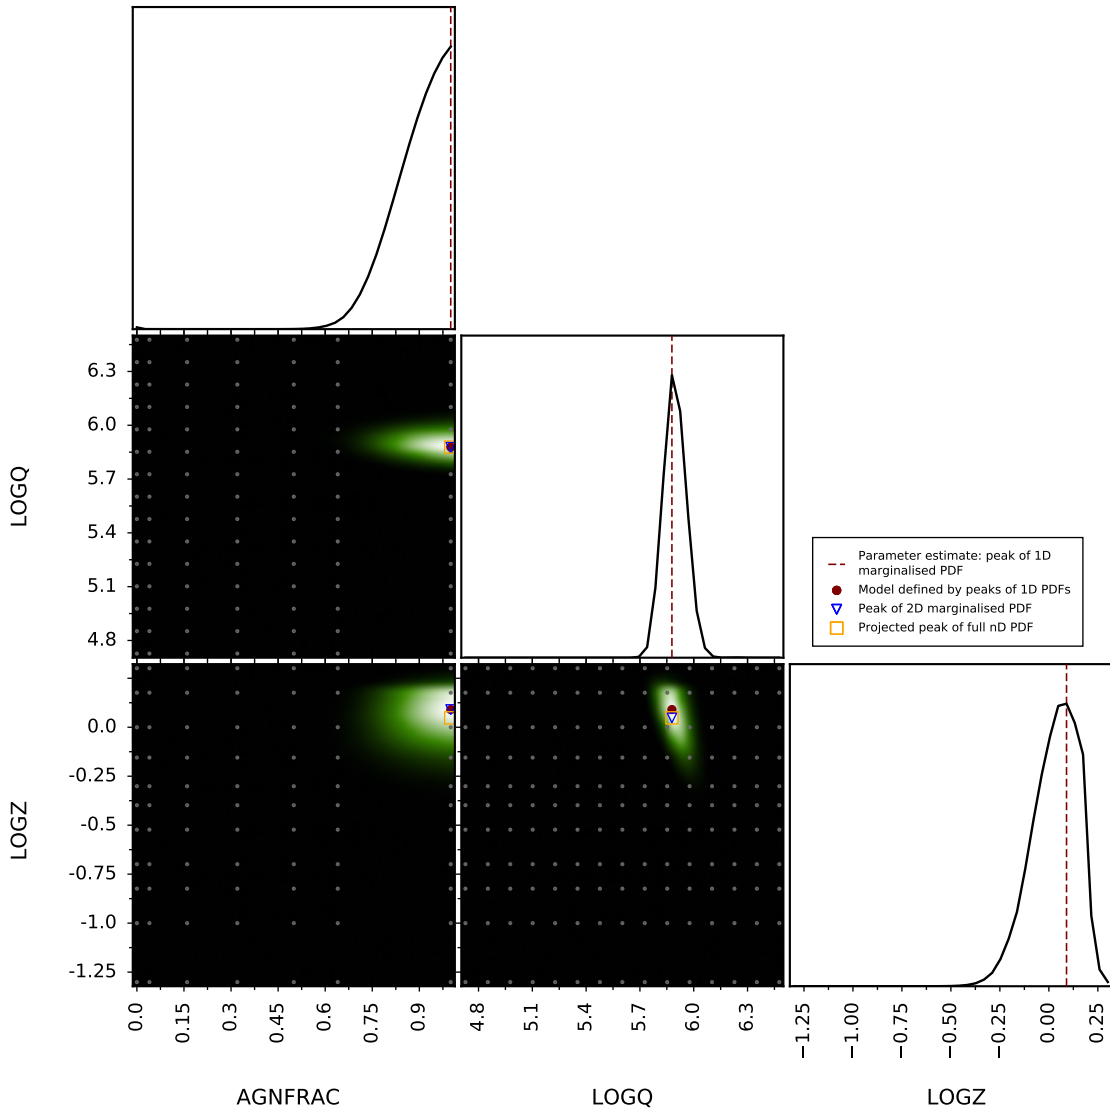 6.3
6.0
5.7
5.4
5.1
4.8
LOGQ
Parameter estimate: peak of 1D
marginalised PDF
Model defined by peaks of 1D PDFs
Peak of 2D marginalised PDF
Projected peak of full nD PDF
0.0
-0.25
-0.5
-0.75
-1.0
-1.25
LOGZ
0.0 0.15 0.3 0.45 0.6 0.75 0.9
4.8 5.1 5.4 5.7 6.0 6.3
−1.25 −1.00 −0.75 −0.50 −0.25 0.00 0.25
AGNFRAC LOGQ LOGZ